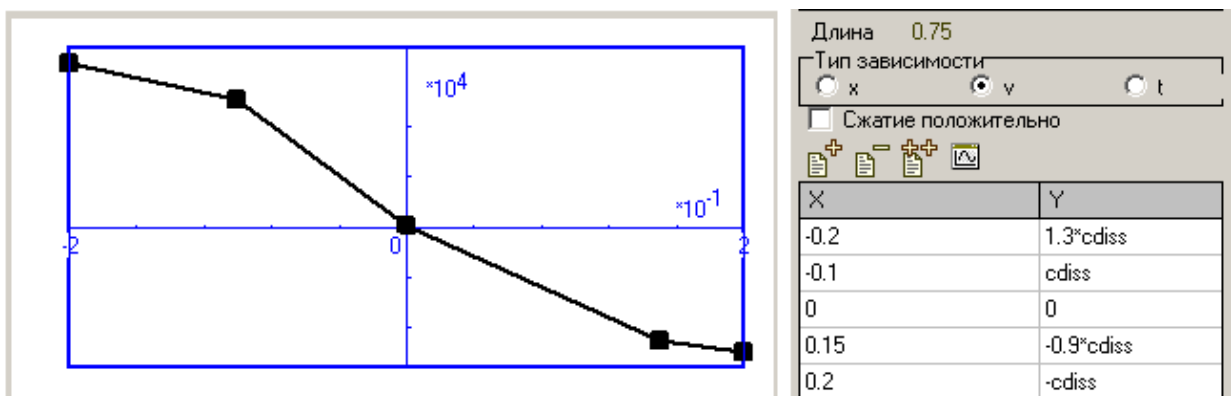 *10^4
*10^-1
-2 0 2
Длина 0.75
Тип зависимости
x v t
Сжатие положительно
X Y
-0.2 1.3*cdiss
-0.1 cdiss
0 0
0.15 -0.9*cdiss
0.2 -cdiss